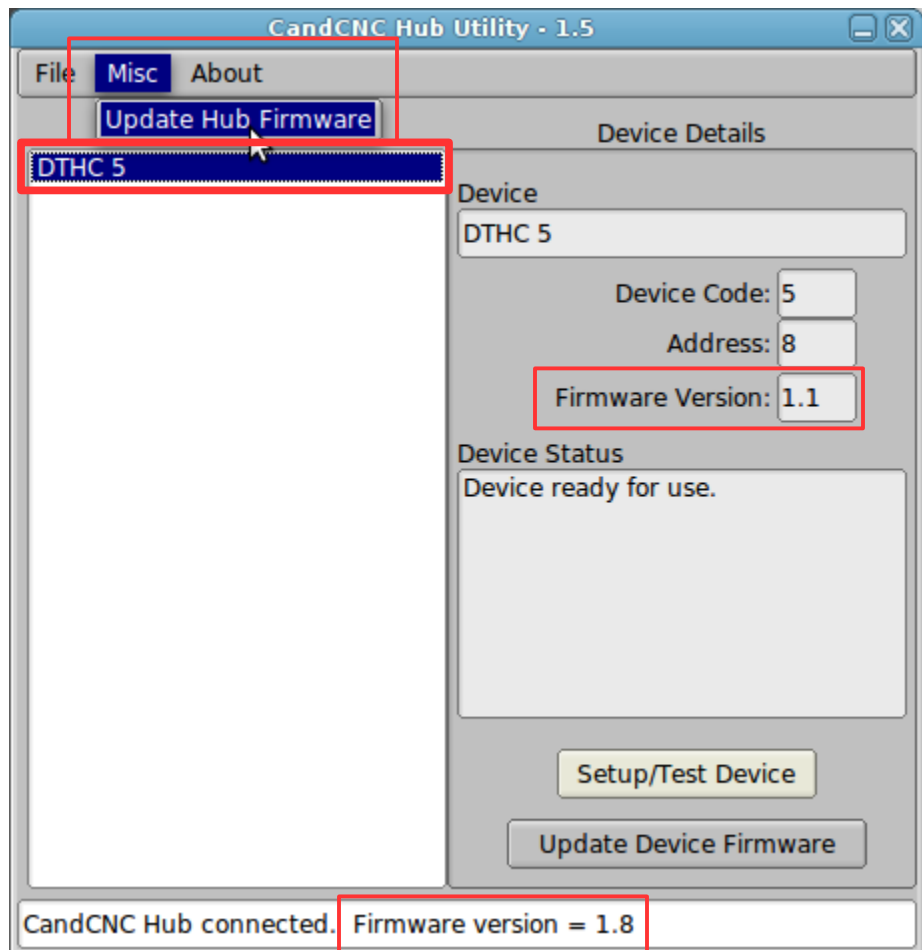 CandCNC Hub Utility - 1.5
File Misc About
Update Hub Firmware
DTHC 5
Device Details
Device
DTHC 5
Device Code: 5
Address: 8
Firmware Version: 1.1
Device Status
Device ready for use.
Setup/Test Device
Update Device Firmware
CandCNC Hub connected. Firmware version = 1.8